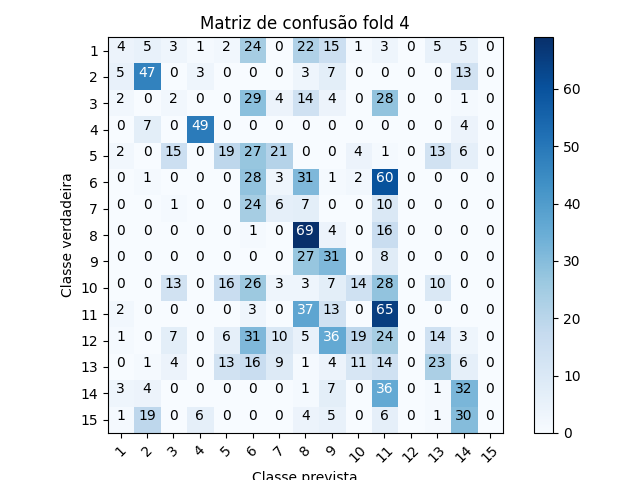 Matriz de confusão fold 4
Classe verdadeira
1 4 5 3 1 2 24 0 22 15 1 3 0 5 5 0
2 5 47 0 3 0 0 0 3 7 0 0 0 0 13 0
3 2 0 2 0 0 29 4 14 4 0 28 0 0 1 0
4 0 7 0 49 0 0 0 0 0 0 0 0 0 4 0
5 2 0 15 0 19 27 21 0 0 4 1 0 13 6 0
6 0 1 0 0 0 28 3 31 1 2 60 0 0 0 0
7 0 0 1 0 0 24 6 7 0 0 10 0 0 0 0
8 0 0 0 0 0 1 0 69 4 0 16 0 0 0 0
9 0 0 0 0 0 0 0 27 31 0 8 0 0 0 0
10 0 0 13 0 16 26 3 3 7 14 28 0 10 0 0
11 2 0 0 0 0 3 0 37 13 0 65 0 0 0 0
12 1 0 7 0 6 31 10 5 36 19 24 0 14 3 0
13 0 1 4 0 13 16 9 1 4 11 14 0 23 6 0
14 3 4 0 0 0 0 0 1 7 0 36 0 1 32 0
15 1 19 0 6 0 0 0 4 5 0 6 0 1 30 0
1 2 3 4 5 6 7 8 9 10 11 12 13 14 15
Classe prevista
60
50
40
30
20
10
0